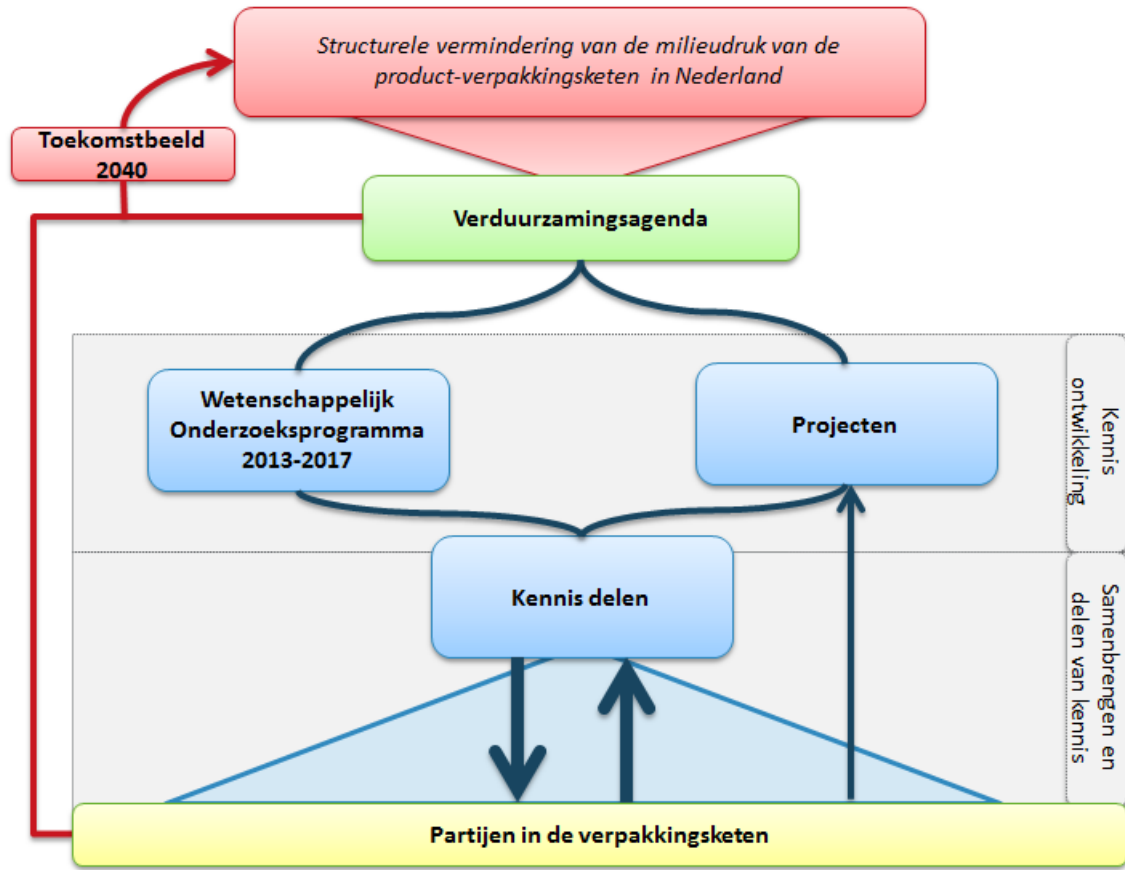 Structurele vermindering van de milieudruk van de
product-verpakkingsketen in Nederland
Toekomstbeeld
2040
Verduurzamingsagenda
Wetenschappelijk
Onderzoeksprogramma
2013-2017
Projecten
Kennis
ontwikkeling
Kennis delen
Samenbrengen en
delen van kennis
Partijen in de verpakkingsketen